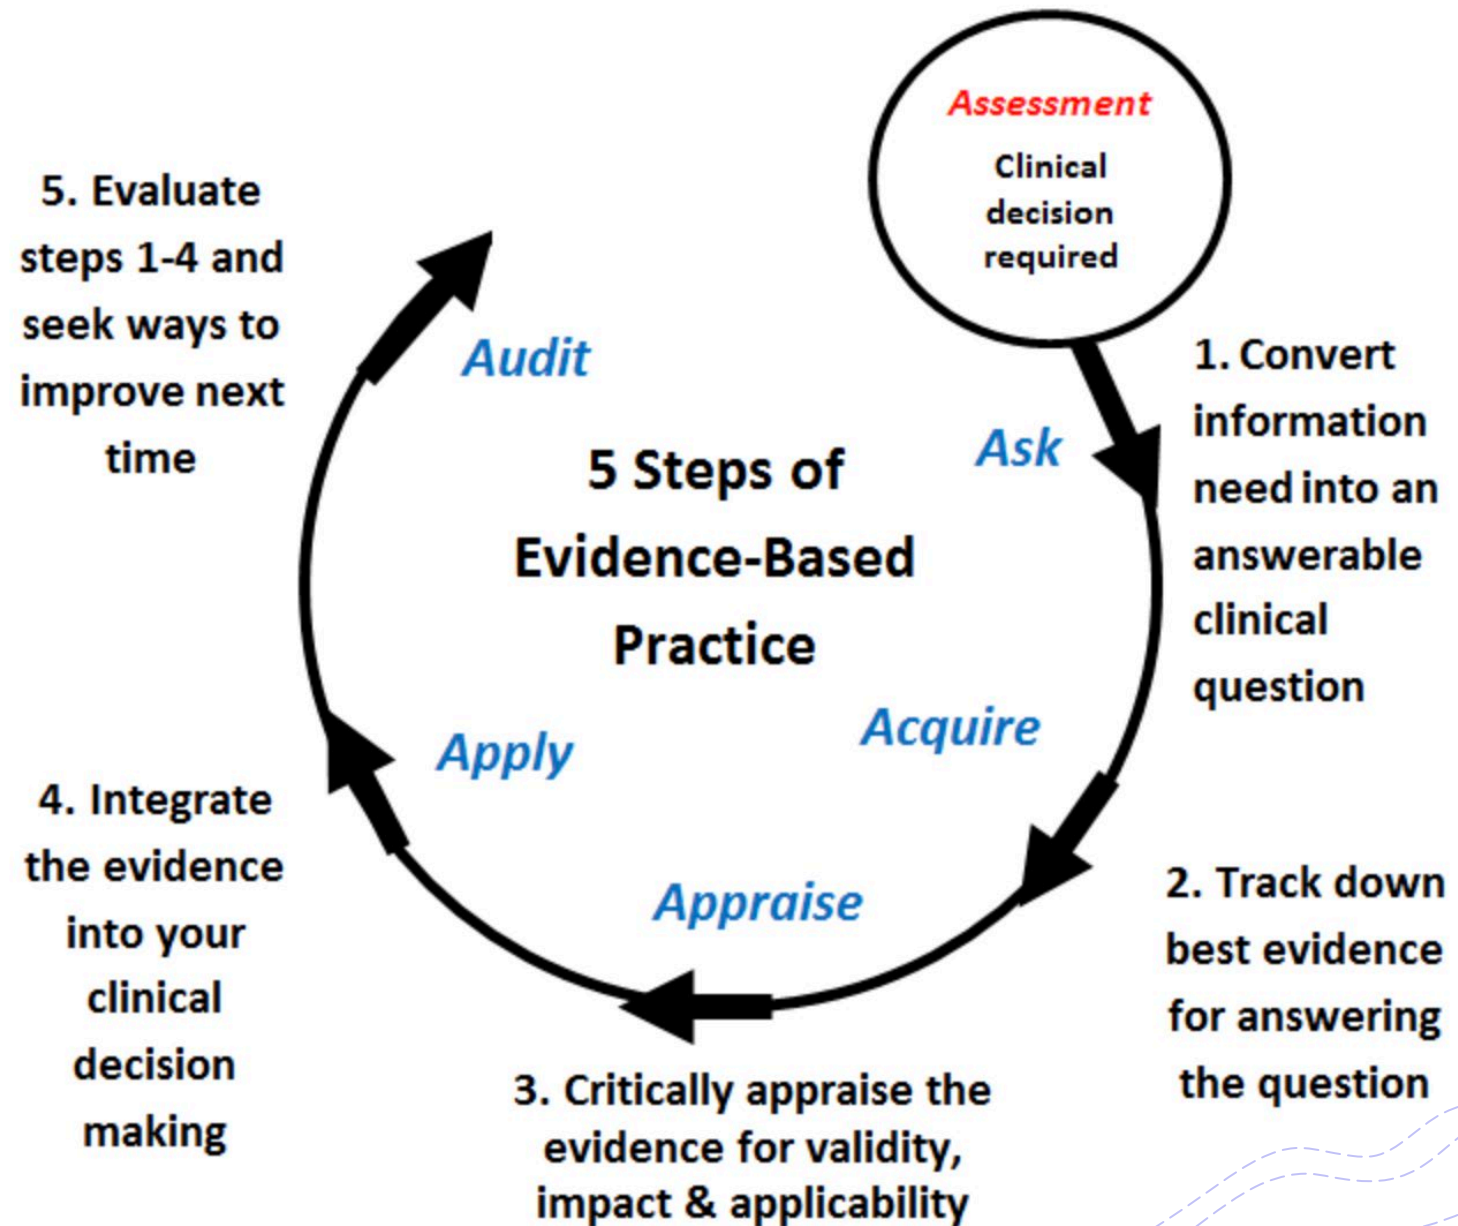 Assessment
Clinical
decision
required
5 Steps of
Evidence-Based
Practice
Ask
1. Convert
information
need into an
answerable
clinical
question
Acquire
2. Track down
best evidence
for answering
the question
Appraise
3. Critically appraise the
evidence for validity,
impact & applicability
Apply
4. Integrate
the evidence
into your
clinical
decision
making
Audit
5. Evaluate
steps 1-4 and
seek ways to
improve next
time